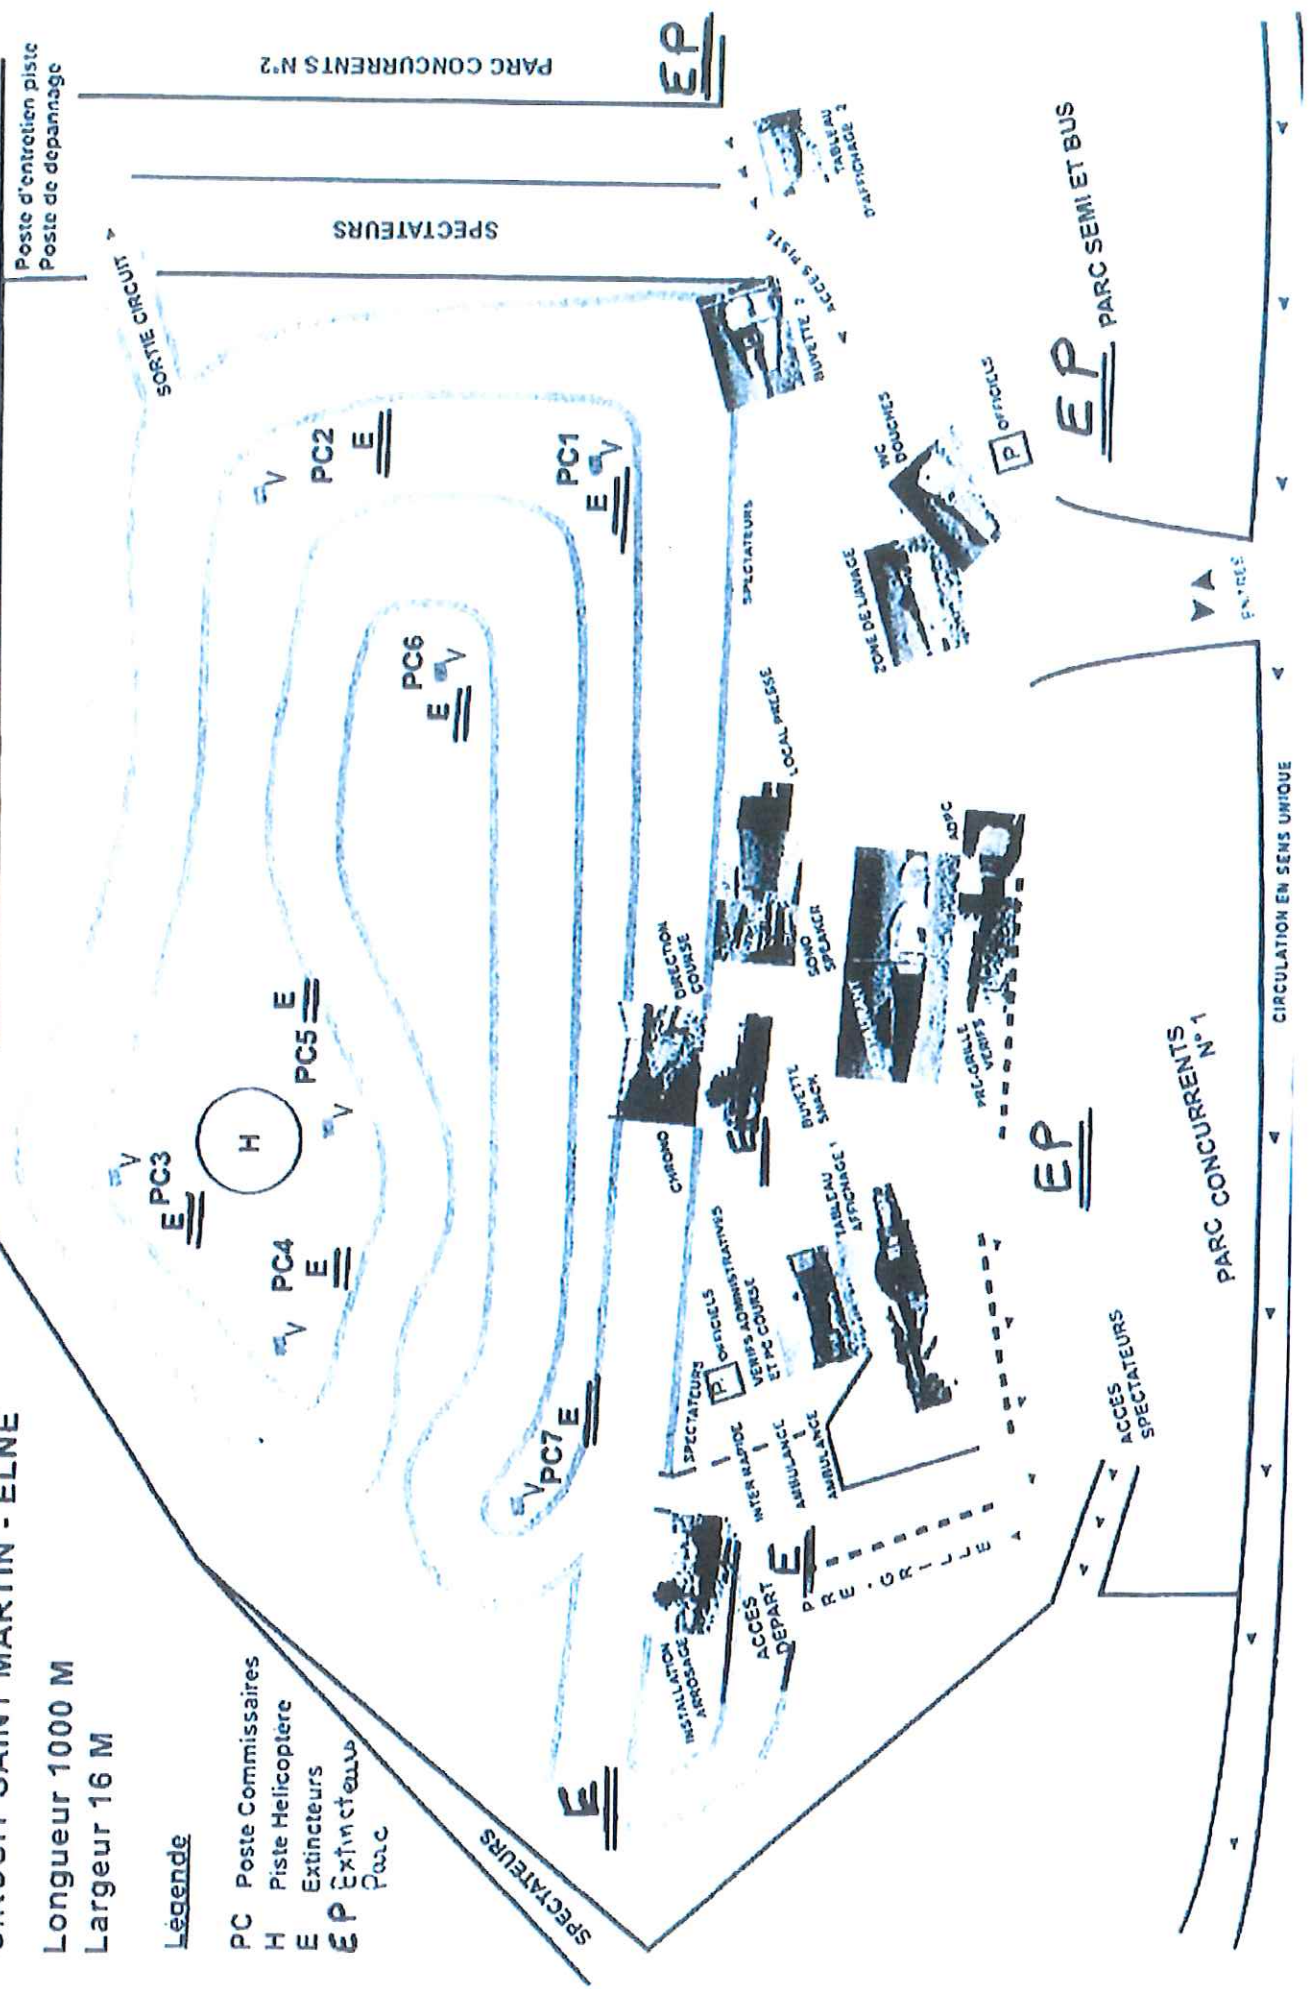 CIRCUIT SAINT MARTIN - ELNE
Longueur 1000 M
Largeur 16 M
Légende
PC Poste Commissaires
H Piste Helicoptère
E Extincteurs
EP Extincteurs
Parc
Poste d'entretien piste
Poste de depannage
SORTIE CIRCUIT
SPECTATEURS
PARC CONCURRENTS N°2
EP
V
PC3
E
H
PC4
E
V
PC5
E
V
V
PC2
E
PC6
E
V
PC1
E
V
V
PC7
E
E
SPECTATEURS
INSTALLATION
ARROSAGE
ACCES
DEPART
E
PRE-GRILLE
SPECTATEURS
P
OFFICIELS
VERIFS ADMINISTRATIVES
ET PC COURSE
INTER RAPIDE
AMBULANCE
AMBULANCE
TABLEAU
AFFICHAGE 1
CHRONO
DIRECTION
COURSE
E
BUVETTE
SNACK
SONO
SPEAKER
LOCAL PRESSE
PRE-GRILLE
VERIFS
ADPC
SPECTATEURS
ZONE DE LAVAGE
WC
DOUCHES
P
OFFICIELS
BUVETTE 2
ACCES PISTE
TABLEAU
D'AFFICHAGE 2
EP
PARC SEMI ET BUS
EP
PARC CONCURRENTS
N°1
ACCES
SPECTATEURS
ENTREE
CIRCULATION EN SENS UNIQUE